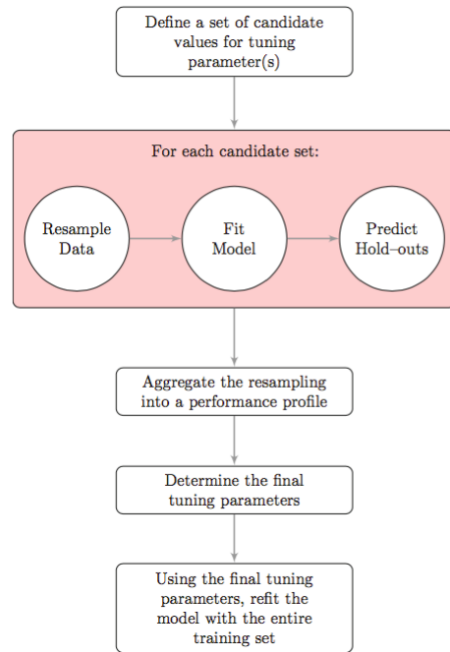 Define a set of candidate
values for tuning
parameter(s)
For each candidate set:
Resample
Data
Fit
Model
Predict
Hold–outs
Aggregate the resampling
into a performance profile
Determine the final
tuning parameters
Using the final tuning
parameters, refit the
model with the entire
training set